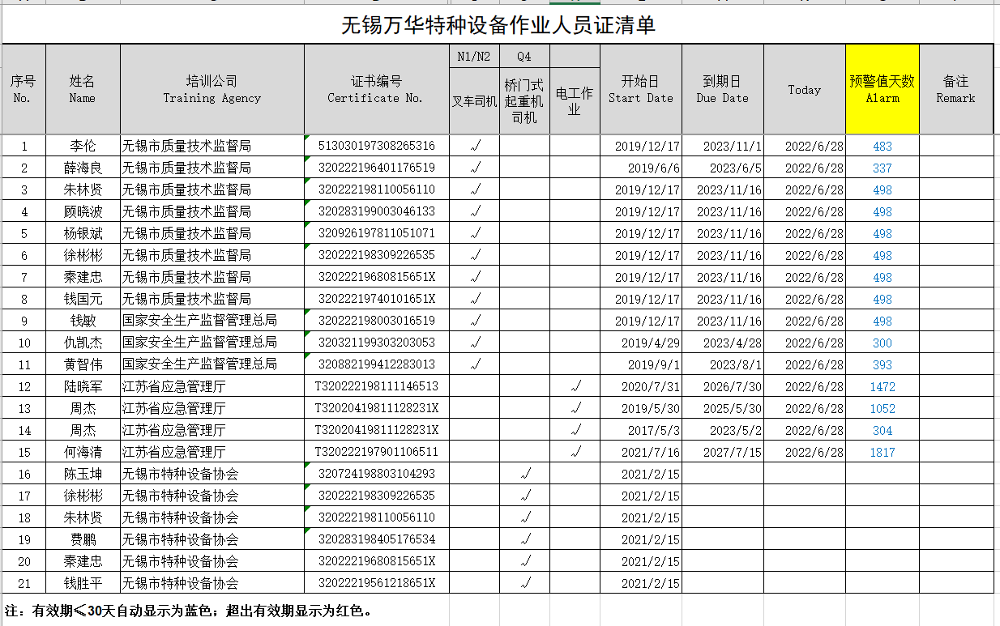 无锡万华特种设备作业人员证清单
序号 No. 姓名 Name 培训公司 Training Agency 证书编号 Certificate No. N1/N2 叉车司机 Q4 桥门式起重机司机 电工作业 开始日 Start Date 到期日 Due Date Today 预警值天数 Alarm 备注 Remark
1 李伦 无锡市质量技术监督局 513030197308265316 √ 2019/12/17 2023/11/1 2022/6/28 483
2 薛海良 无锡市质量技术监督局 320222196401176519 √ 2019/6/6 2023/6/5 2022/6/28 337
3 朱林贤 无锡市质量技术监督局 320222198110056110 √ 2019/12/17 2023/11/16 2022/6/28 498
4 顾晓波 无锡市质量技术监督局 320283199003046133 √ 2019/12/17 2023/11/16 2022/6/28 498
5 杨银斌 无锡市质量技术监督局 320926197811051071 √ 2019/12/17 2023/11/16 2022/6/28 498
6 徐彬彬 无锡市质量技术监督局 320222198309226535 √ 2019/12/17 2023/11/16 2022/6/28 498
7 秦建忠 无锡市质量技术监督局 32022219680815651X √ 2019/12/17 2023/11/16 2022/6/28 498
8 钱国元 无锡市质量技术监督局 32022219740101651X √ 2019/12/17 2023/11/16 2022/6/28 498
9 钱敏 国家安全生产监督管理总局 320222198003016519 √ 2019/12/17 2023/11/16 2022/6/28 498
10 仇凯杰 国家安全生产监督管理总局 320321199303203053 √ 2019/4/29 2023/4/28 2022/6/28 300
11 黄智伟 国家安全生产监督管理总局 320882199412283013 √ 2019/9/1 2023/8/1 2022/6/28 393
12 陆晓军 江苏省应急管理厅 T320222198111146513 √ 2020/7/31 2026/7/30 2022/6/28 1472
13 周杰 江苏省应急管理厅 T32020419811128231X √ 2019/5/30 2025/5/30 2022/6/28 1052
14 周杰 江苏省应急管理厅 T32020419811128231X √ 2017/5/3 2023/5/2 2022/6/28 304
15 何海清 江苏省应急管理厅 T320222197901106511 √ 2021/7/16 2027/7/15 2022/6/28 1817
16 陈玉坤 无锡市特种设备协会 320724198803104293 √ 2021/2/15
17 徐彬彬 无锡市特种设备协会 320222198309226535 √ 2021/2/15
18 朱林贤 无锡市特种设备协会 320222198110056110 √ 2021/2/15
19 费鹏 无锡市特种设备协会 320283198405176534 √ 2021/2/15
20 秦建忠 无锡市特种设备协会 32022219680815651X √ 2021/2/15
21 钱胜平 无锡市特种设备协会 32022219561218651X √ 2021/2/15
注：有效期≤30天自动显示为蓝色；超出有效期显示为红色。